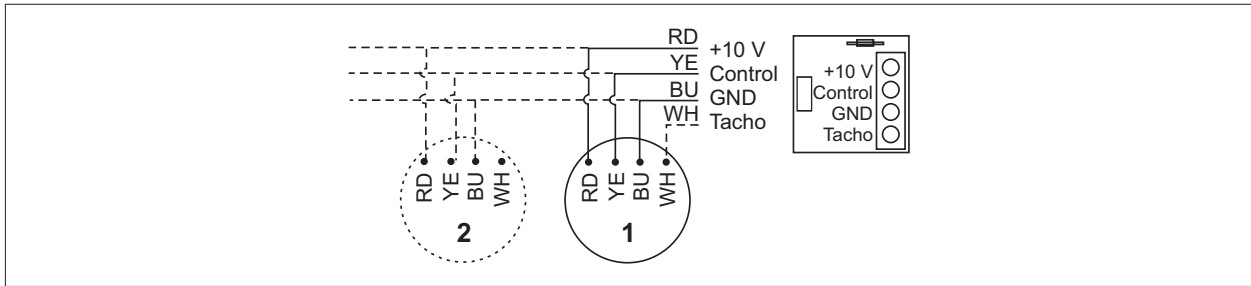 RD +10 V
YE Control
BU GND
WH Tacho
+10 V
Control
GND
Tacho
RD YE BU WH
2
RD YE BU WH
1